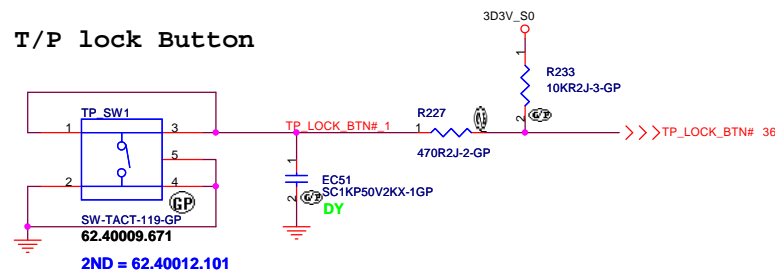 T/P lock Button
3D3V_S0
1
R233
10KR2J-3-GP
2
G/P
TP_SW1
1
3
5
2
4
GP
SW-TACT-119-GP
62.40009.671
2ND = 62.40012.101
TP_LOCK_BTN#_1
R227
1
470R2J-2-GP
TP_LOCK_BTN# 36
1
EC51
SC1KP50V2KX-1GP
2
G/P
DY